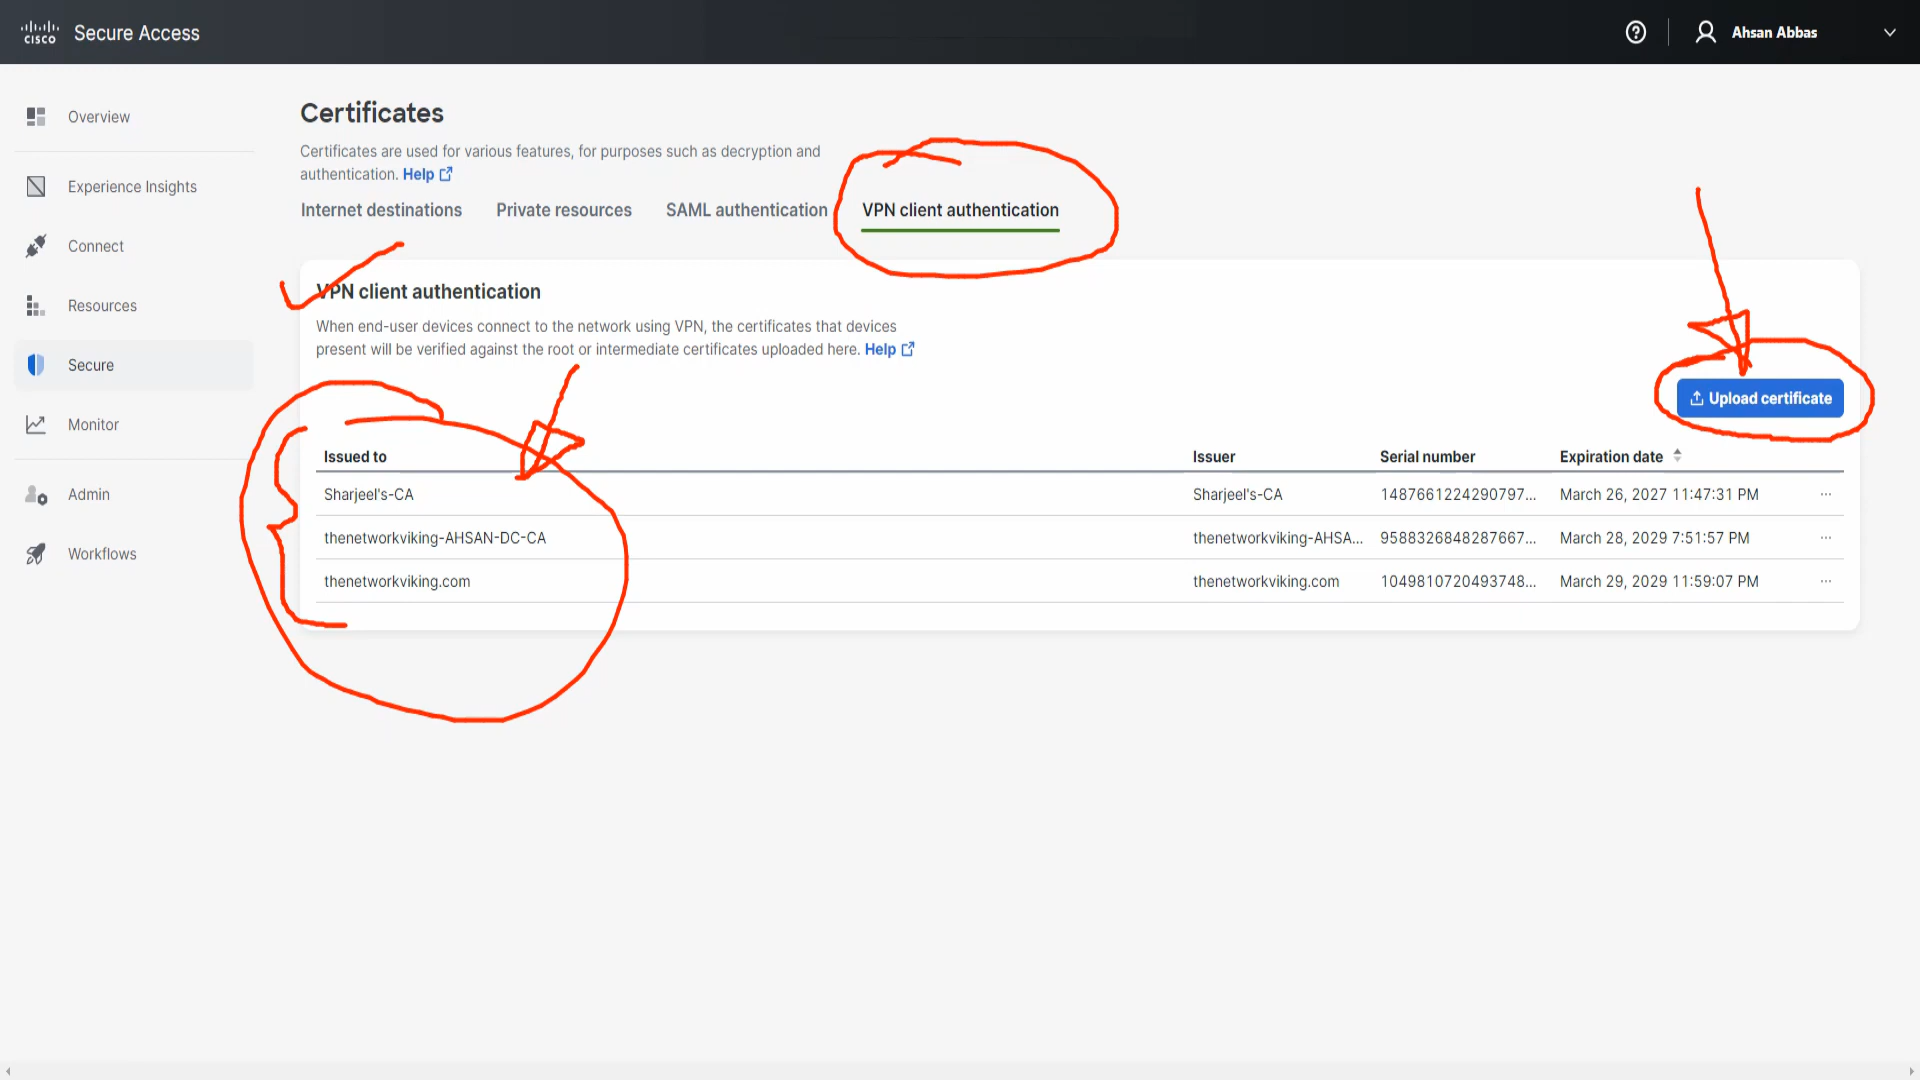 cisco Secure Access
Ahsan Abbas
Overview
Experience Insights
Connect
Resources
Secure
Monitor
Admin
Workflows
Certificates
Certificates are used for various features, for purposes such as decryption and
authentication. Help
Internet destinations Private resources SAML authentication VPN client authentication
VPN client authentication
When end-user devices connect to the network using VPN, the certificates that devices
present will be verified against the root or intermediate certificates uploaded here. Help
Upload certificate
Issued to Issuer Serial number Expiration date
Sharjeel's-CA Sharjeel's-CA 1487661224290797... March 26, 2027 11:47:31 PM ...
thenetworkviking-AHSAN-DC-CA thenetworkviking-AHSA... 9588326848287667... March 28, 2029 7:51:57 PM ...
thenetworkviking.com thenetworkviking.com 1049810720493748... March 29, 2029 11:59:07 PM ...